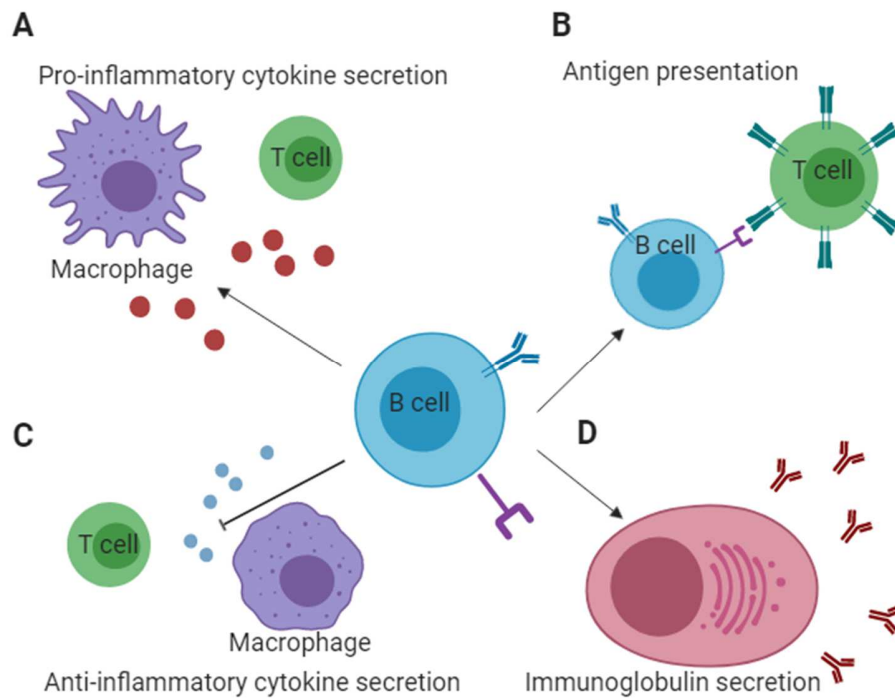 A
Pro-inflammatory cytokine secretion
T cell
Macrophage
B
Antigen presentation
T cell
B cell
B cell
C
T cell
Macrophage
Anti-inflammatory cytokine secretion
D
Immunoglobulin secretion